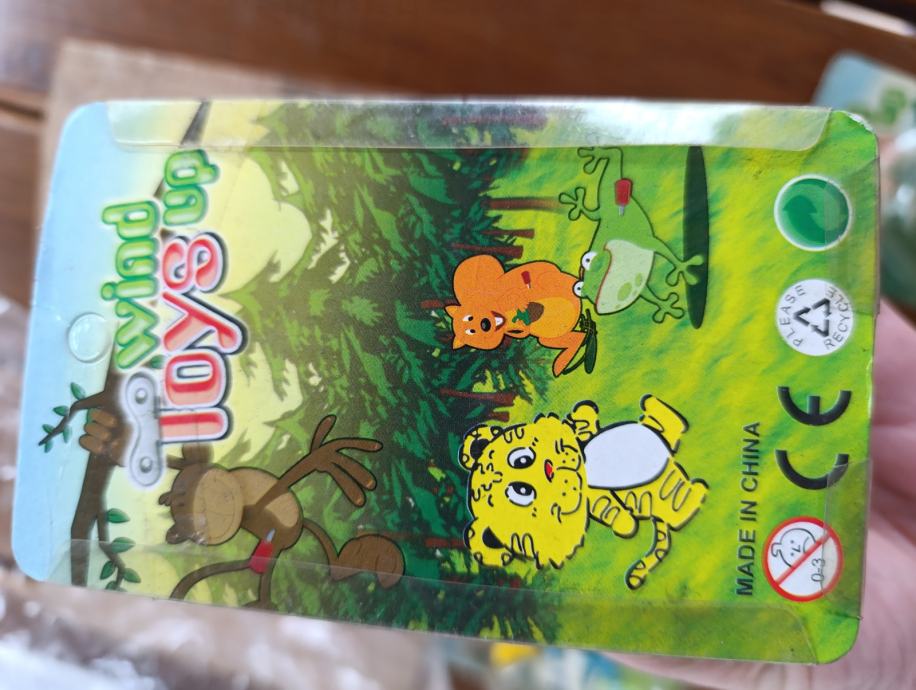 Wind up
TOYS
MADE IN CHINA
0-3
CE
PLEASE
RECYCLE